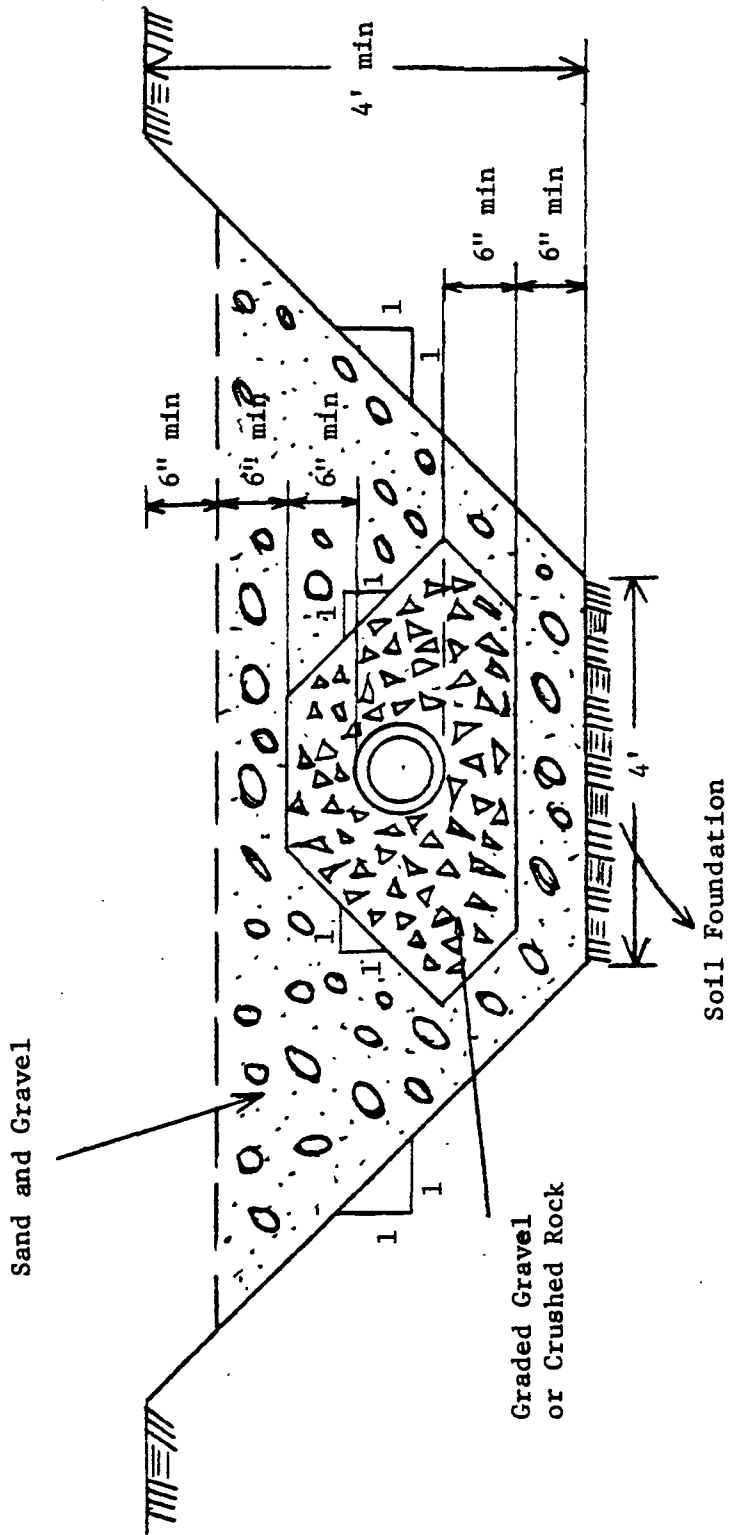 Sand and Gravel
6" min
6" min
6" min
4' min
1
1
1
1
1
1
1
1
6" min
6" min
4'
Graded Gravel
or Crushed Rock
Soil Foundation